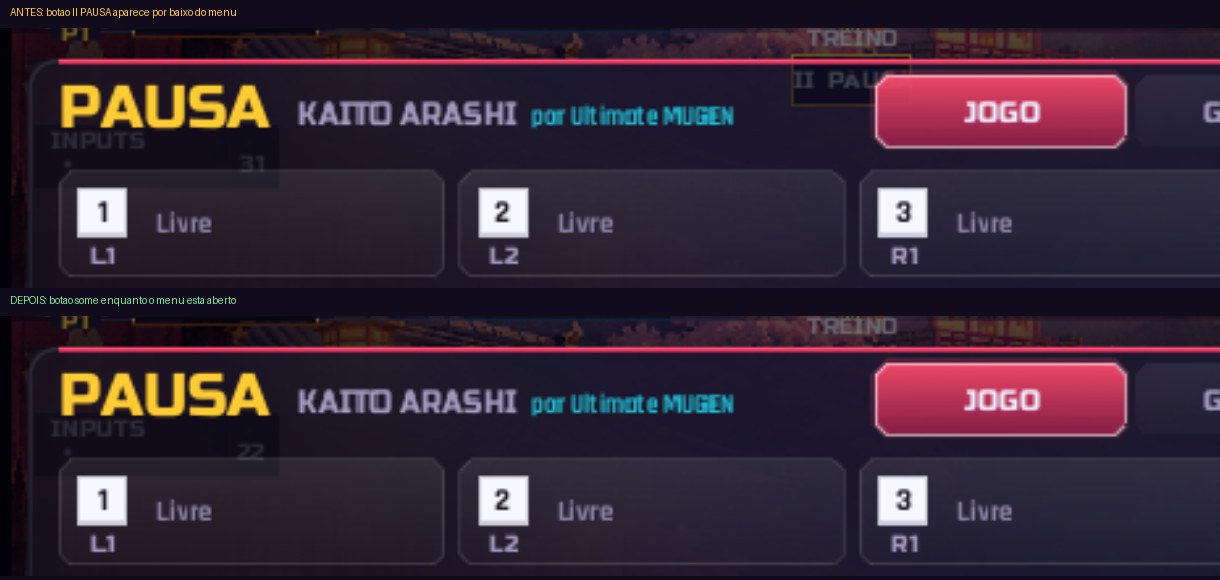 ANTES: botao II PAUSA aparece por baixo do menu
P1
TREINO
II PAUS
PAUSA KAITO ARASHI por Ultimate MUGEN JOGO G
INPUTS
31
1 Livre 2 Livre 3 Livre
L1 L2 R1
DEPOIS: botao some enquanto o menu esta aberto
P1
TREINO
PAUSA KAITO ARASHI por Ultimate MUGEN JOGO G
INPUTS
22
1 Livre 2 Livre 3 Livre
L1 L2 R1